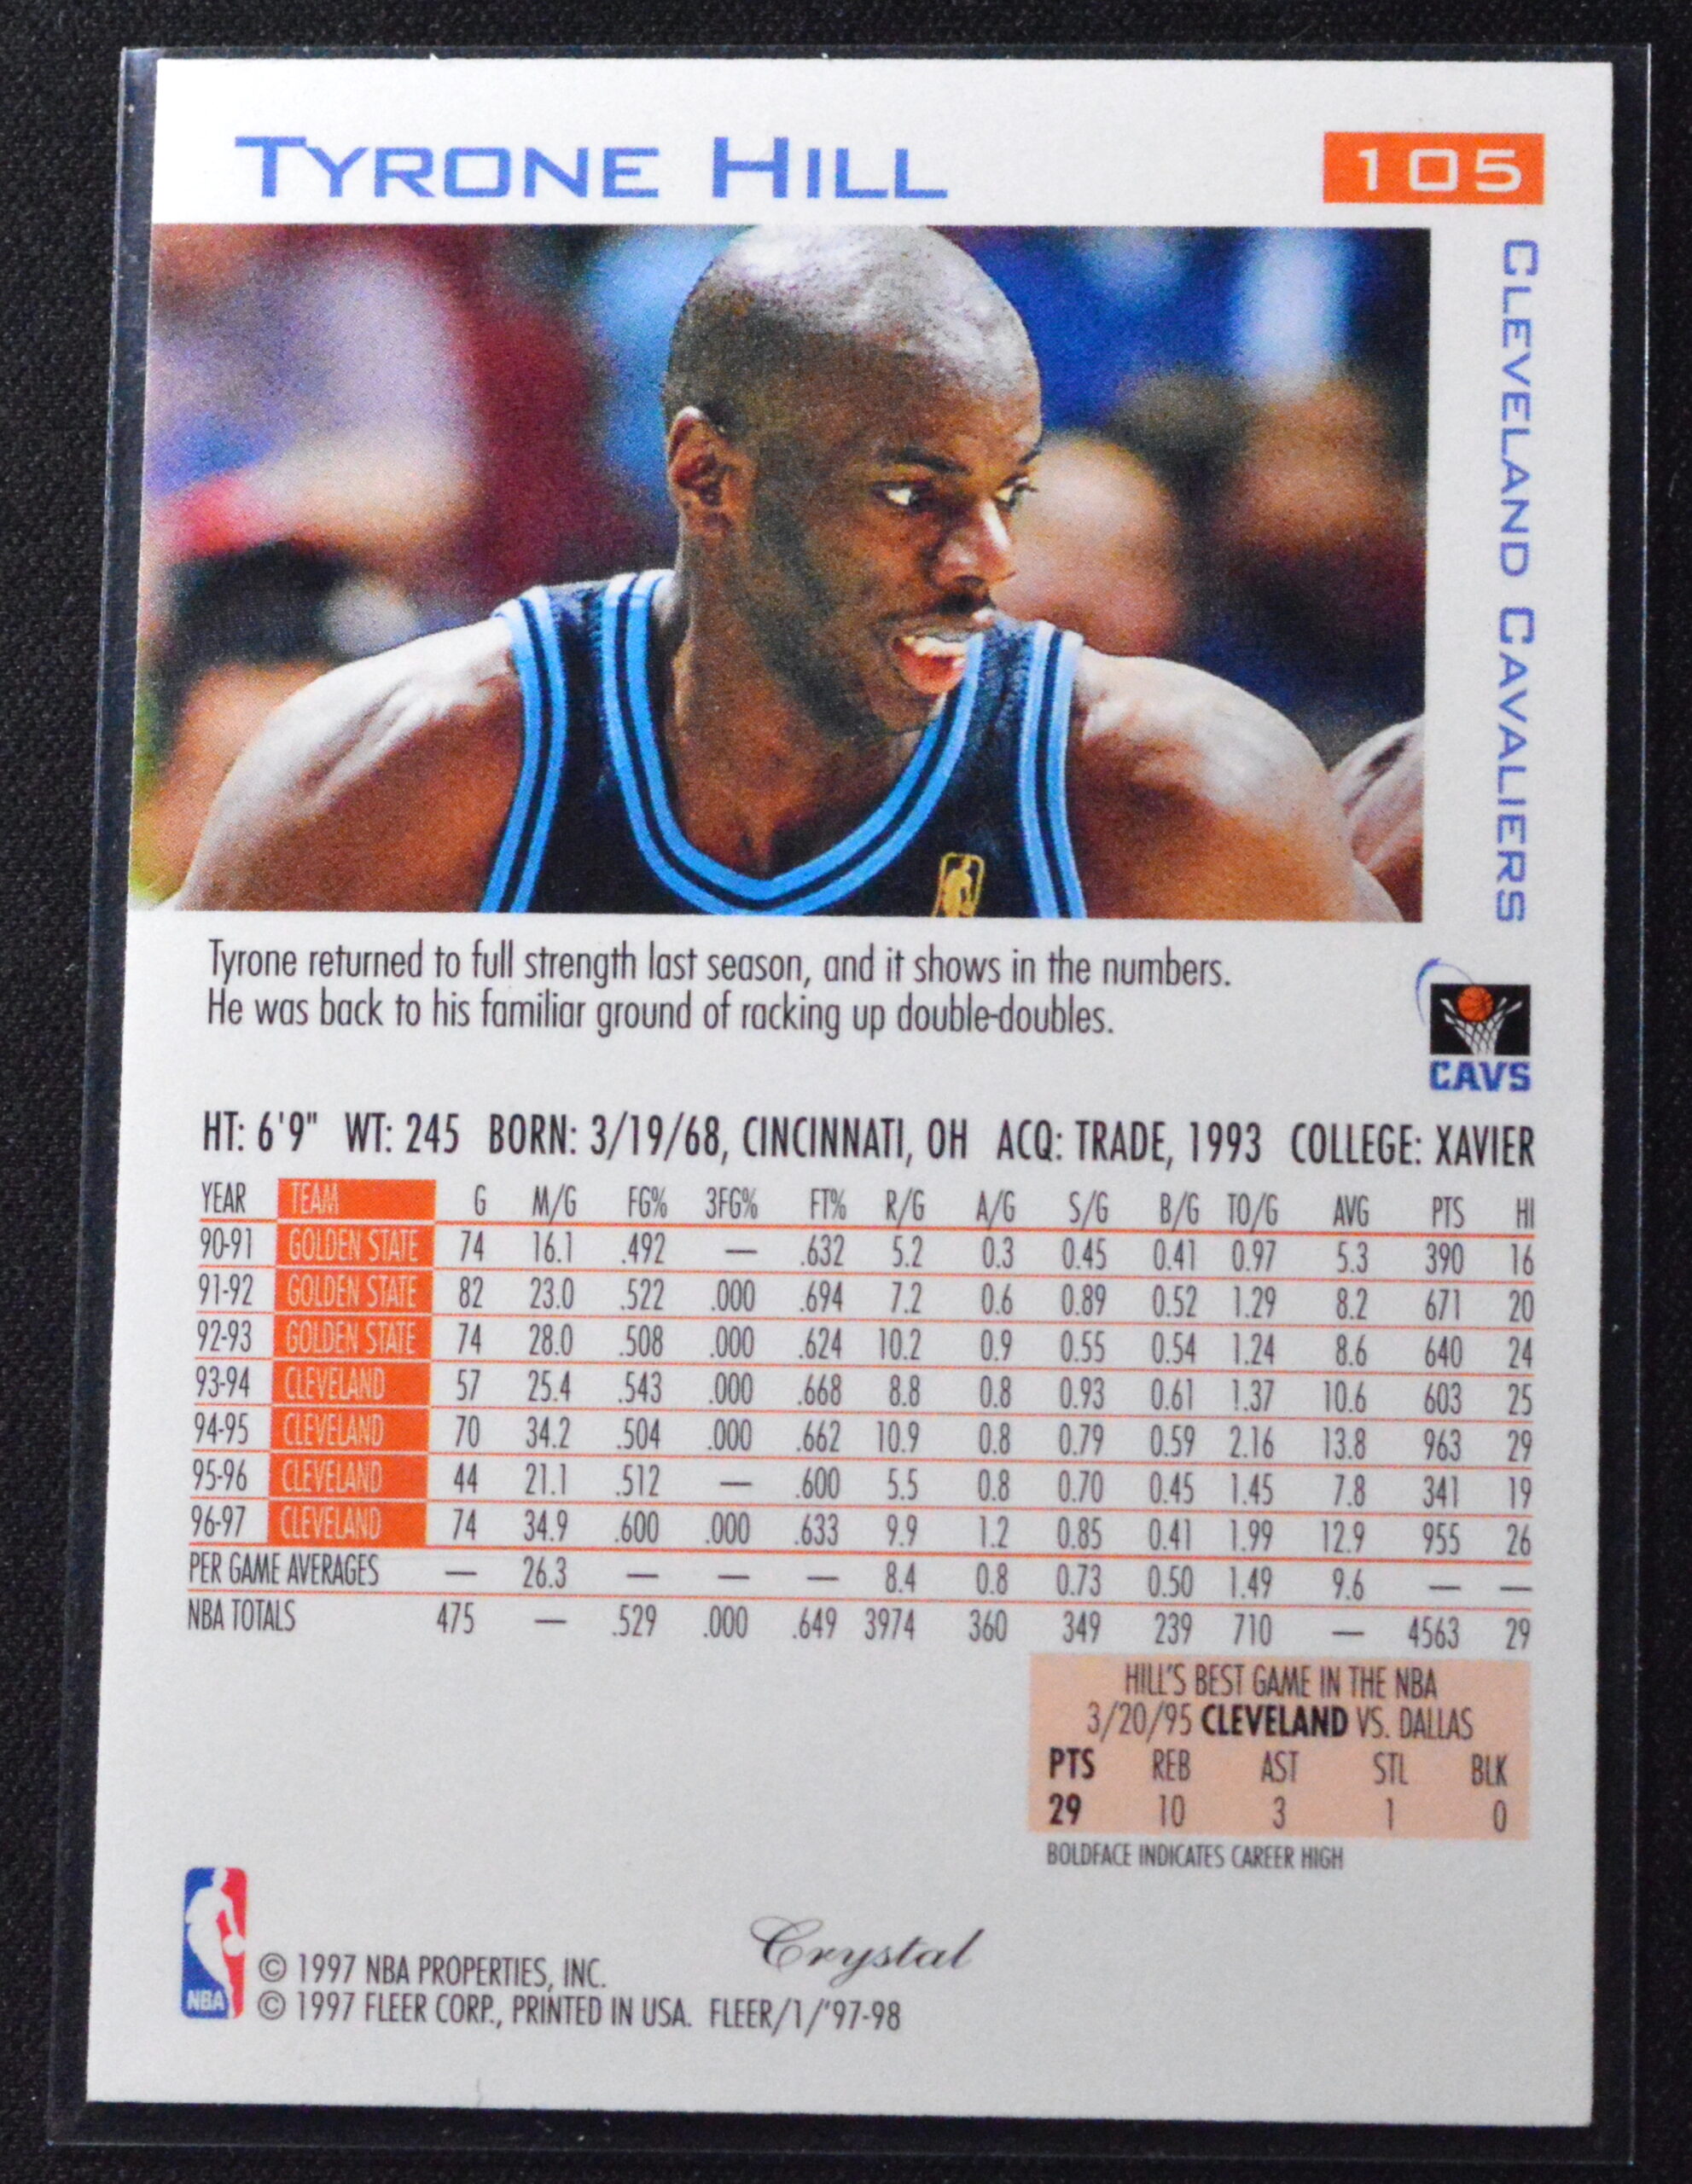 TYRONE HILL
105
CLEVELAND CAVALIERS
Tyrone returned to full strength last season, and it shows in the numbers.
He was back to his familiar ground of racking up double-doubles.
CAVS
HT: 6'9" WT: 245 BORN: 3/19/68, CINCINNATI, OH ACQ: TRADE, 1993 COLLEGE: XAVIER
YEAR TEAM G M/G FG% 3FG% FT% R/G A/G S/G B/G TO/G AVG PTS HI
90-91 GOLDEN STATE 74 16.1 .492 — .632 5.2 0.3 0.45 0.41 0.97 5.3 390 16
91-92 GOLDEN STATE 82 23.0 .522 .000 .694 7.2 0.6 0.89 0.52 1.29 8.2 671 20
92-93 GOLDEN STATE 74 28.0 .508 .000 .624 10.2 0.9 0.55 0.54 1.24 8.6 640 24
93-94 CLEVELAND 57 25.4 .543 .000 .668 8.8 0.8 0.93 0.61 1.37 10.6 603 25
94-95 CLEVELAND 70 34.2 .504 .000 .662 10.9 0.8 0.79 0.59 2.16 13.8 963 29
95-96 CLEVELAND 44 21.1 .512 — .600 5.5 0.8 0.70 0.45 1.45 7.8 341 19
96-97 CLEVELAND 74 34.9 .600 .000 .633 9.9 1.2 0.85 0.41 1.99 12.9 955 26
PER GAME AVERAGES — 26.3 — — — 8.4 0.8 0.73 0.50 1.49 9.6 — —
NBA TOTALS 475 — .529 .000 .649 3974 360 349 239 710 — 4563 29
HILL'S BEST GAME IN THE NBA
3/20/95 CLEVELAND VS. DALLAS
PTS REB AST STL BLK
29 10 3 1 0
BOLDFACE INDICATES CAREER HIGH
Crystal
NBA
© 1997 NBA PROPERTIES, INC.
© 1997 FLEER CORP., PRINTED IN USA. FLEER/1/'97-98